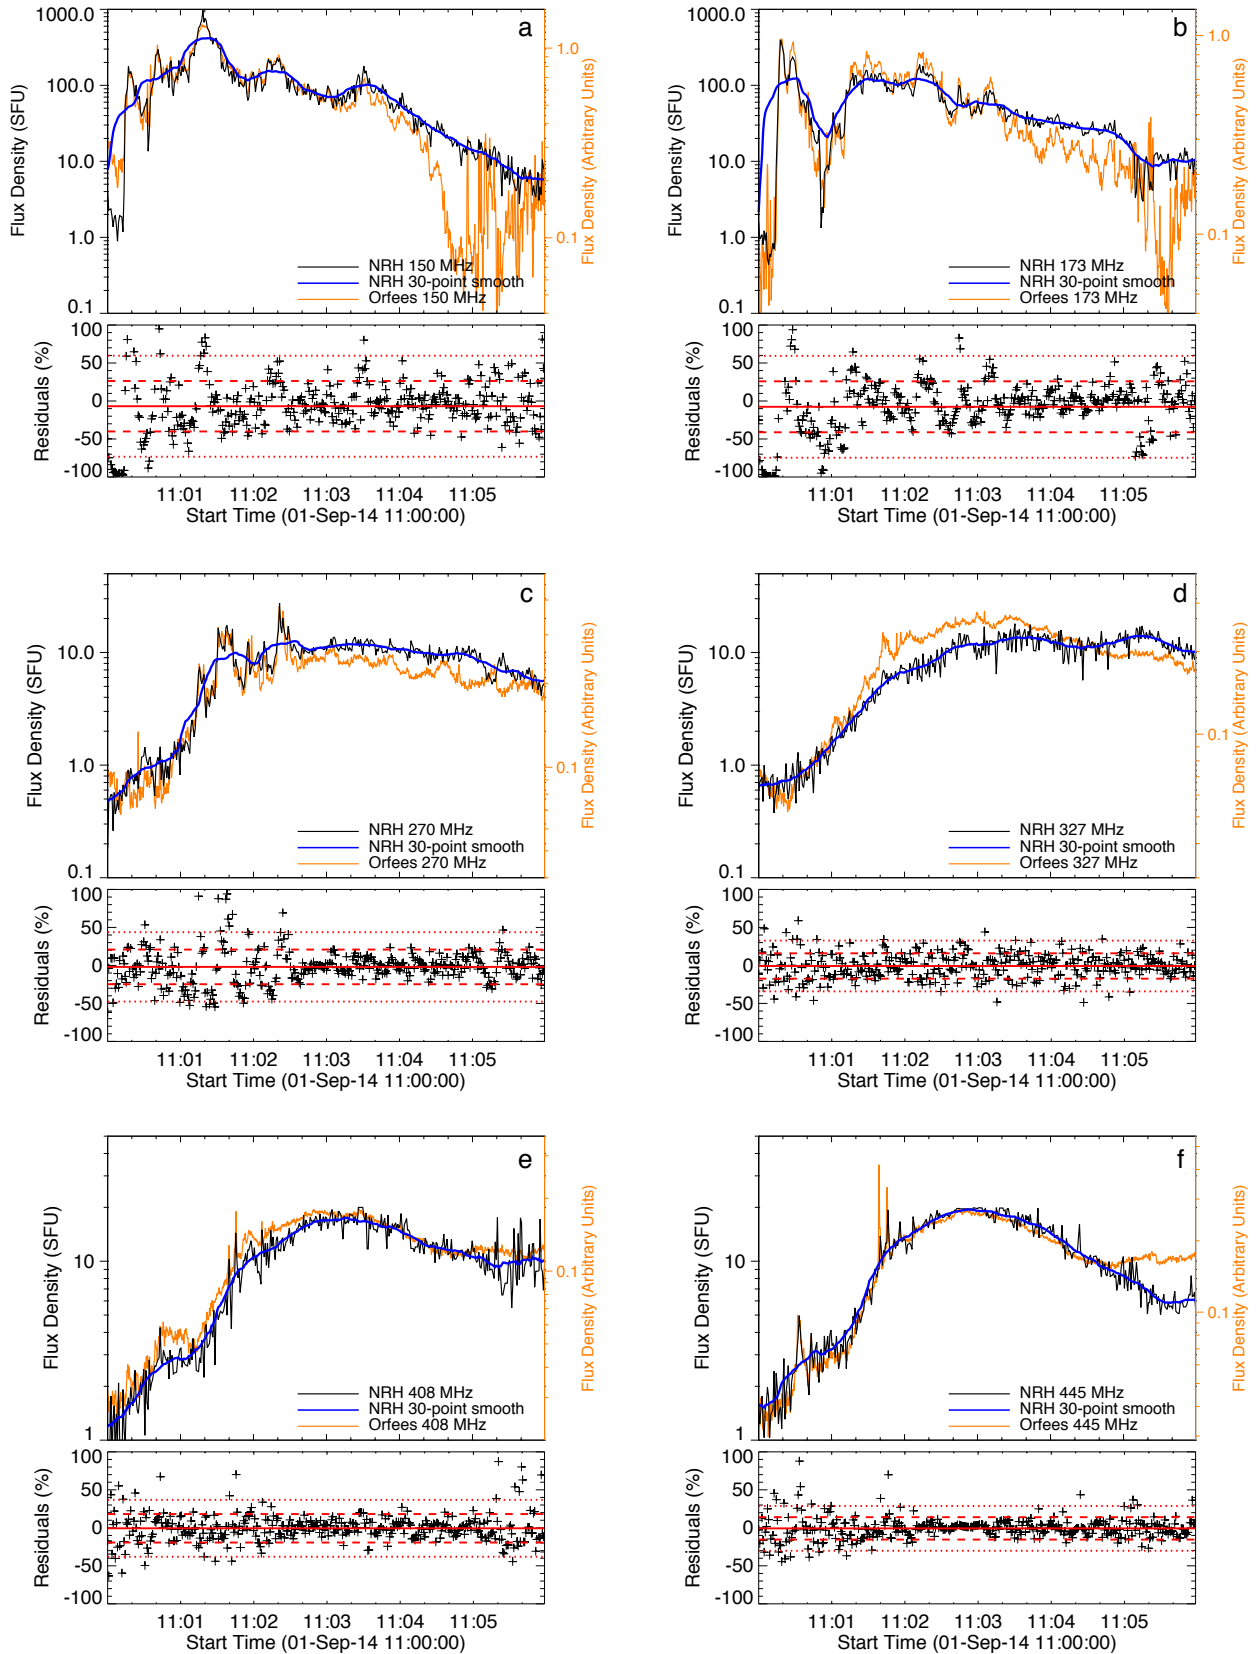 a
1000.0
100.0
10.0
1.0
0.1
Flux Density (SFU)
1.0
0.1
Flux Density (Arbitrary Units)
NRH 150 MHz
NRH 30-point smooth
Orfees 150 MHz
100
50
0
-50
-100
Residuals (%)
11:01 11:02 11:03 11:04 11:05
Start Time (01-Sep-14 11:00:00)
b
1000.0
100.0
10.0
1.0
0.1
Flux Density (SFU)
1.0
0.1
Flux Density (Arbitrary Units)
NRH 173 MHz
NRH 30-point smooth
Orfees 173 MHz
100
50
0
-50
-100
Residuals (%)
11:01 11:02 11:03 11:04 11:05
Start Time (01-Sep-14 11:00:00)
c
10.0
1.0
0.1
Flux Density (SFU)
0.1
Flux Density (Arbitrary Units)
NRH 270 MHz
NRH 30-point smooth
Orfees 270 MHz
100
50
0
-50
-100
Residuals (%)
11:01 11:02 11:03 11:04 11:05
Start Time (01-Sep-14 11:00:00)
d
10.0
1.0
0.1
Flux Density (SFU)
0.1
Flux Density (Arbitrary Units)
NRH 327 MHz
NRH 30-point smooth
Orfees 327 MHz
100
50
0
-50
-100
Residuals (%)
11:01 11:02 11:03 11:04 11:05
Start Time (01-Sep-14 11:00:00)
e
10
1
Flux Density (SFU)
0.1
Flux Density (Arbitrary Units)
NRH 408 MHz
NRH 30-point smooth
Orfees 408 MHz
100
50
0
-50
-100
Residuals (%)
11:01 11:02 11:03 11:04 11:05
Start Time (01-Sep-14 11:00:00)
f
10
1
Flux Density (SFU)
0.1
Flux Density (Arbitrary Units)
NRH 445 MHz
NRH 30-point smooth
Orfees 445 MHz
100
50
0
-50
-100
Residuals (%)
11:01 11:02 11:03 11:04 11:05
Start Time (01-Sep-14 11:00:00)